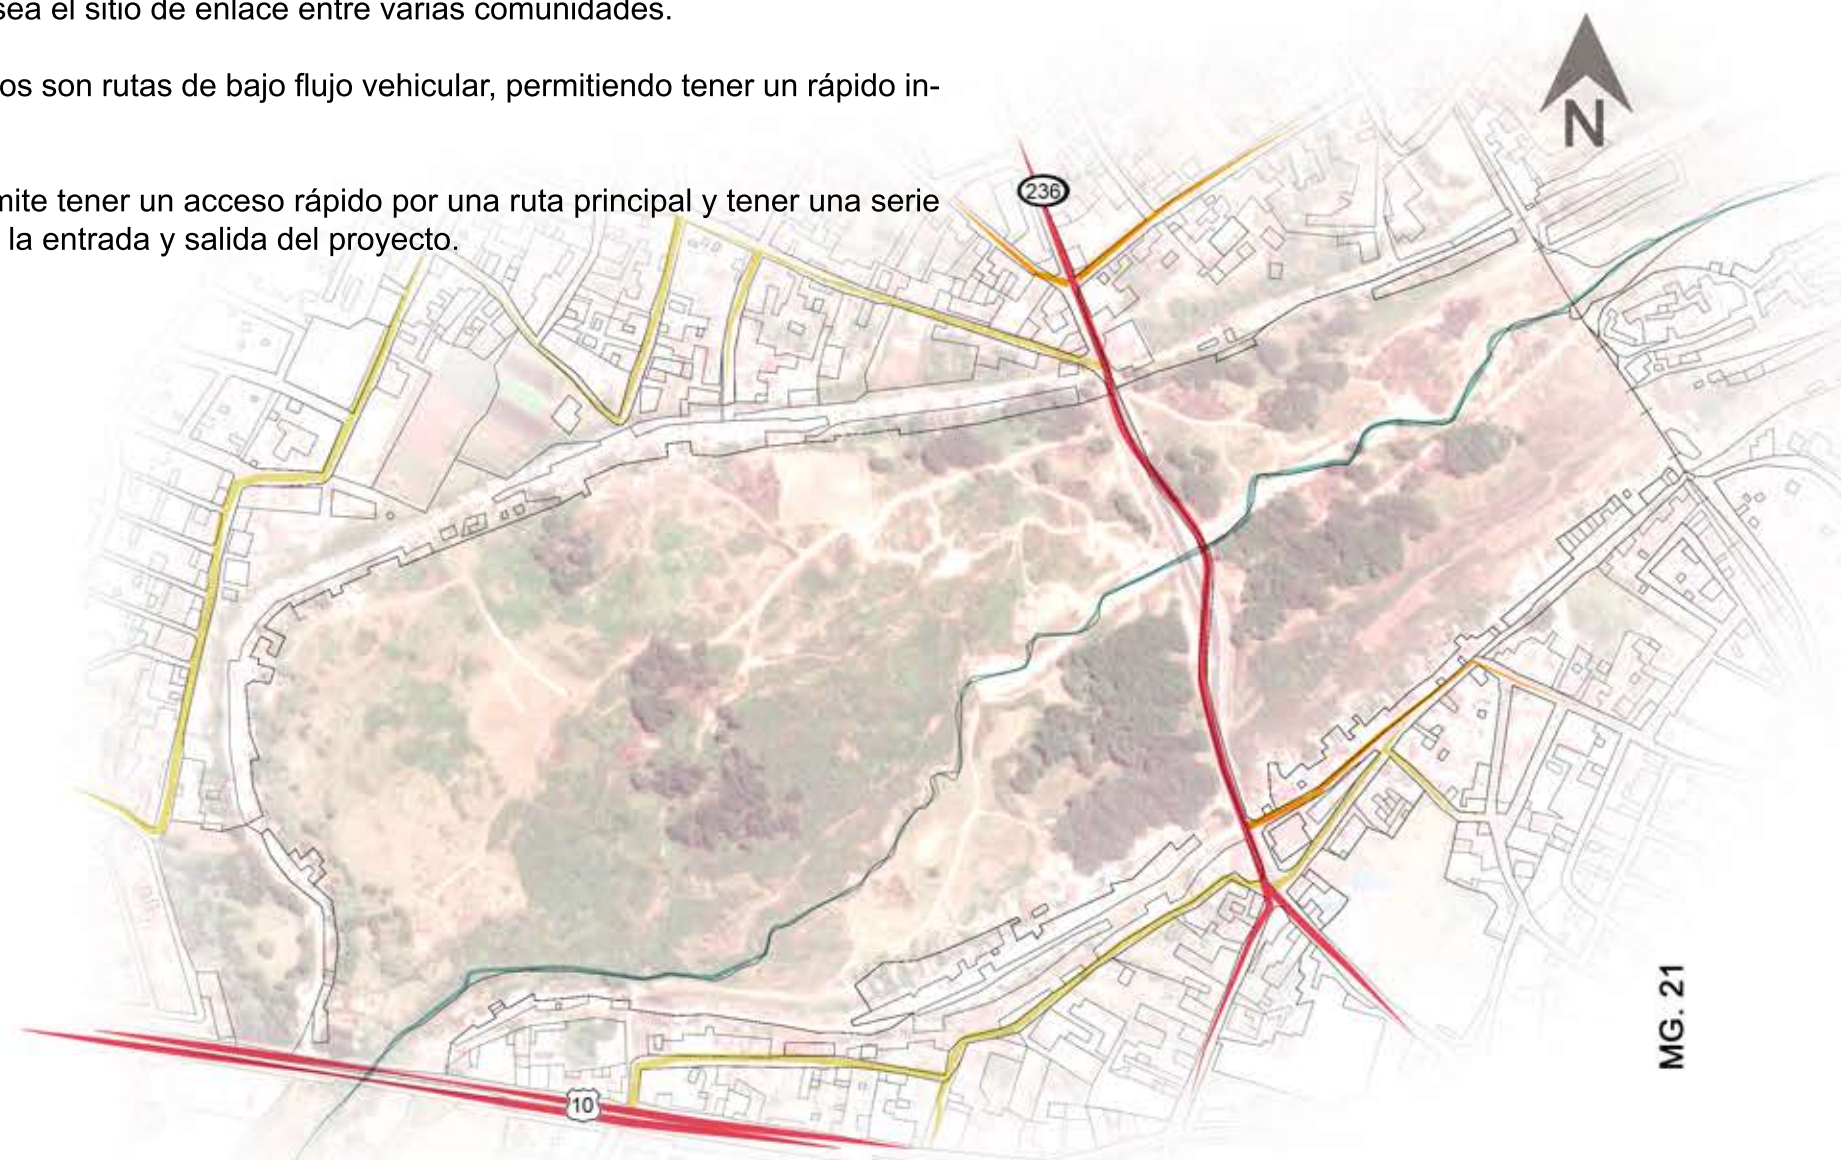 sea el sitio de enlace entre varias comunidades.
os son rutas de bajo flujo vehicular, permitiendo tener un rápido in-
mite tener un acceso rápido por una ruta principal y tener una serie
la entrada y salida del proyecto.
N
236
10
MG. 21